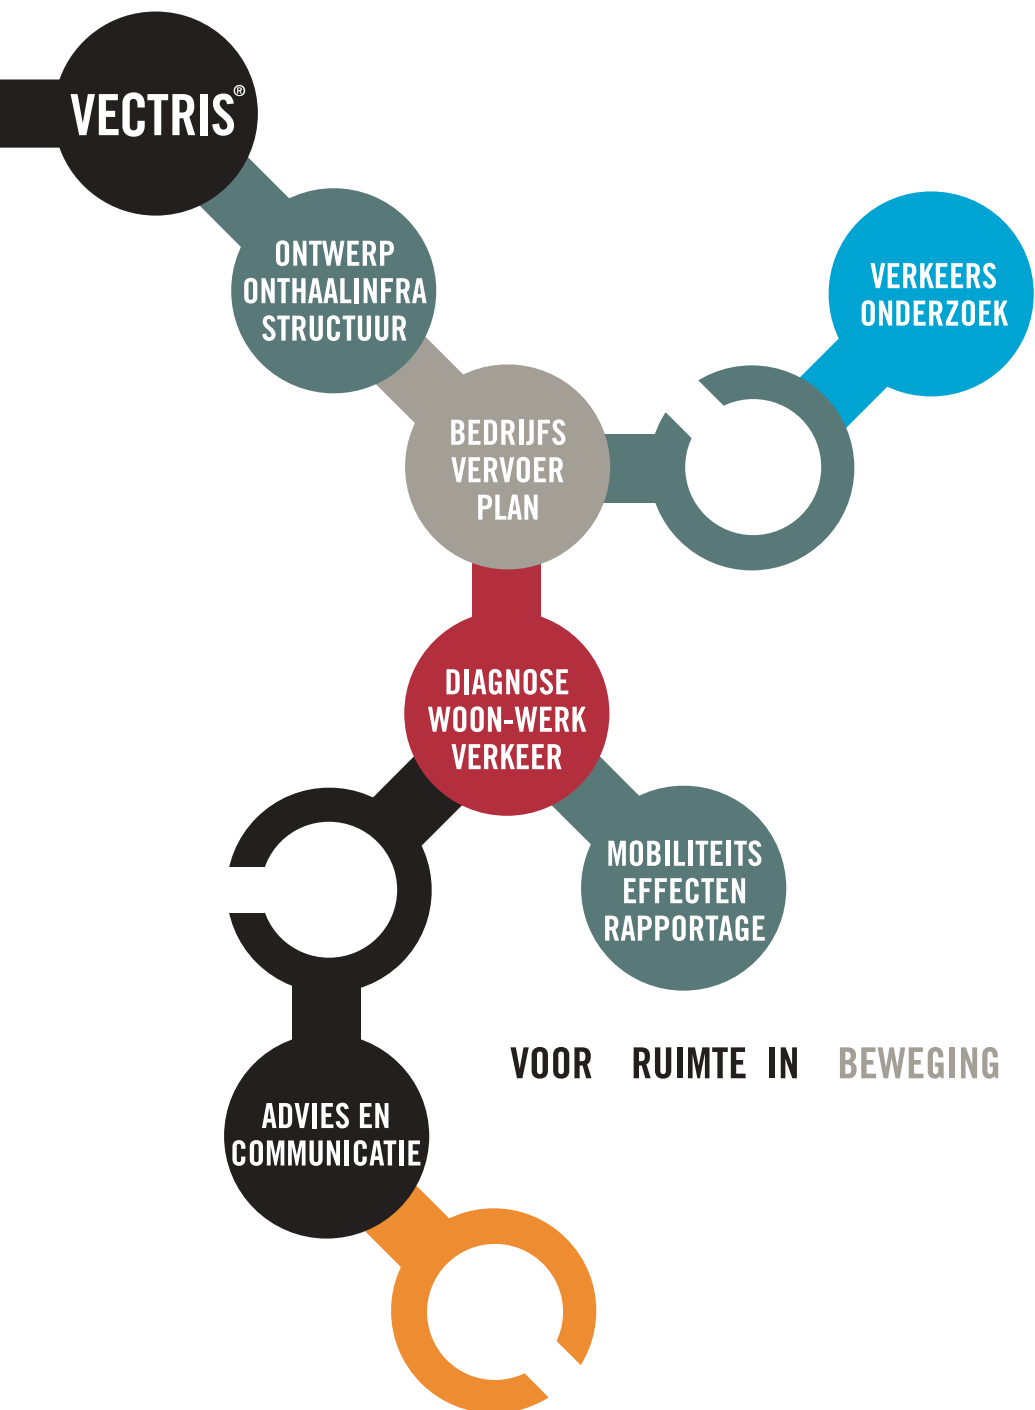 VECTRIS®
ONTWERP
ONTHAALINFRA
STRUCTUUR
VERKEERS
ONDERZOEK
BEDRIJFS
VERVOER
PLAN
DIAGNOSE
WOON-WERK
VERKEER
MOBILITEITS
EFFECTEN
RAPPORTAGE
VOOR RUIMTE IN BEWEGING
ADVIES EN
COMMUNICATIE